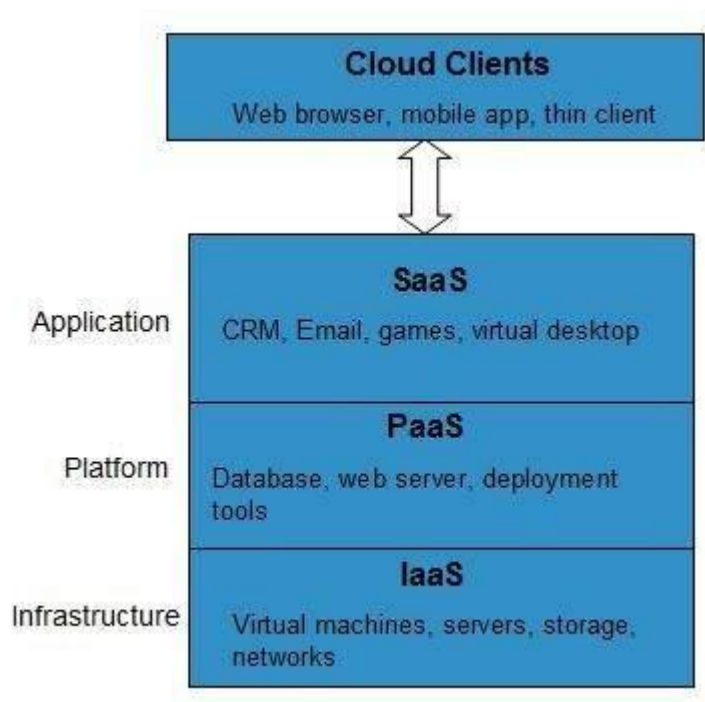 Cloud Clients
Web browser, mobile app, thin client
SaaS
Application
CRM, Email, games, virtual desktop
PaaS
Platform
Database, web server, deployment
tools
IaaS
Infrastructure
Virtual machines, servers, storage,
networks